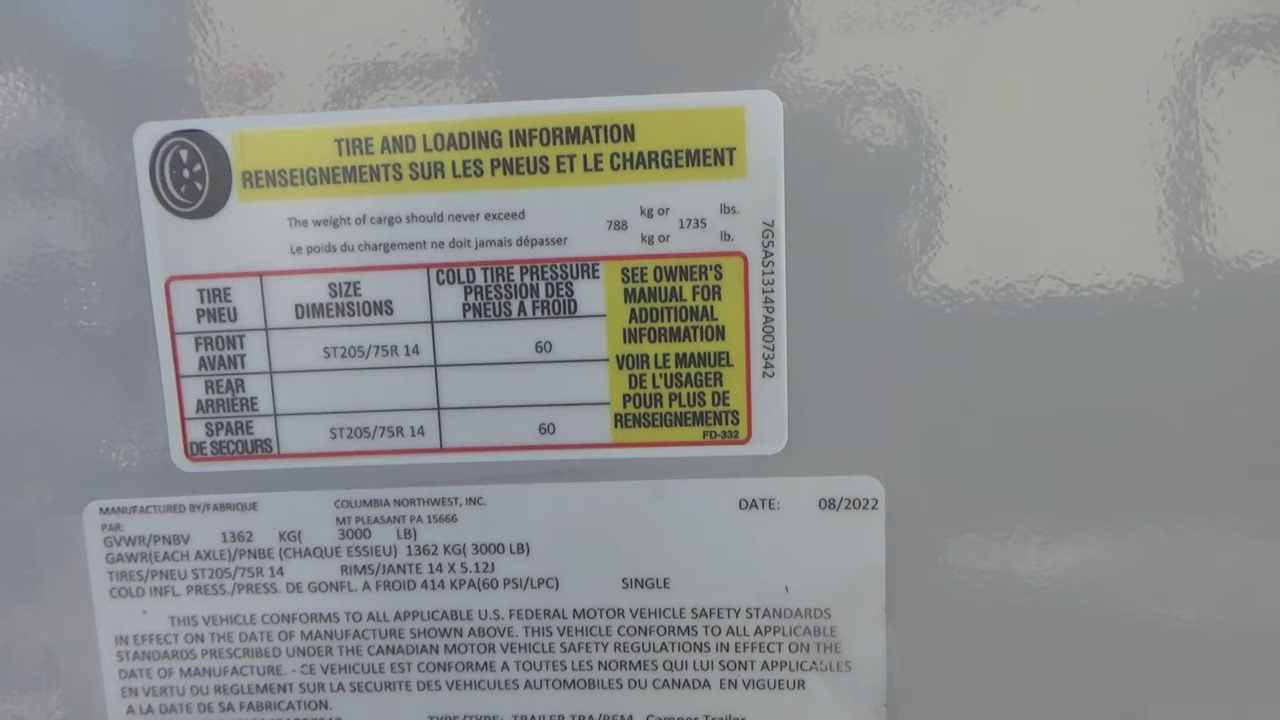 TIRE AND LOADING INFORMATION
RENSEIGNEMENTS SUR LES PNEUS ET LE CHARGEMENT
The weight of cargo should never exceed 788 kg or 1735 lbs.
Le poids du chargement ne doit jamais dépasser kg or lb.
TIRE PNEU
SIZE DIMENSIONS
COLD TIRE PRESSURE
PRESSION DES
PNEUS A FROID
FRONT AVANT ST205/75R 14 60
REAR ARRIÈRE
SPARE DE SECOURS ST205/75R 14 60
SEE OWNER'S
MANUAL FOR
ADDITIONAL
INFORMATION
VOIR LE MANUEL
DE L'USAGER
POUR PLUS DE
RENSEIGNEMENTS
FD-332
7G5AS1314PA007342
MANUFACTURED BY/FABRIQUE COLUMBIA NORTHWEST, INC. DATE: 08/2022
PAR: MT PLEASANT PA 15666
GVWR/PNBV 1362 KG( 3000 LB)
GAWR(EACH AXLE)/PNBE (CHAQUE ESSIEU) 1362 KG( 3000 LB)
TIRES/PNEU ST205/75R 14 RIMS/JANTE 14 X 5.12J
COLD INFL. PRESS./PRESS. DE GONFL. A FROID 414 KPA(60 PSI/LPC) SINGLE
THIS VEHICLE CONFORMS TO ALL APPLICABLE U.S. FEDERAL MOTOR VEHICLE SAFETY STANDARDS
IN EFFECT ON THE DATE OF MANUFACTURE SHOWN ABOVE. THIS VEHICLE CONFORMS TO ALL APPLICABLE
STANDARDS PRESCRIBED UNDER THE CANADIAN MOTOR VEHICLE SAFETY REGULATIONS IN EFFECT ON THE
DATE OF MANUFACTURE. - CE VEHICULE EST CONFORME A TOUTES LES NORMES QUI LUI SONT APPLICABLES
EN VERTU DU REGLEMENT SUR LA SECURITE DES VEHICULES AUTOMOBILES DU CANADA EN VIGUEUR
A LA DATE DE SA FABRICATION.
TYPE/TYPE: TRAILER TRA/REM Camper Trailer